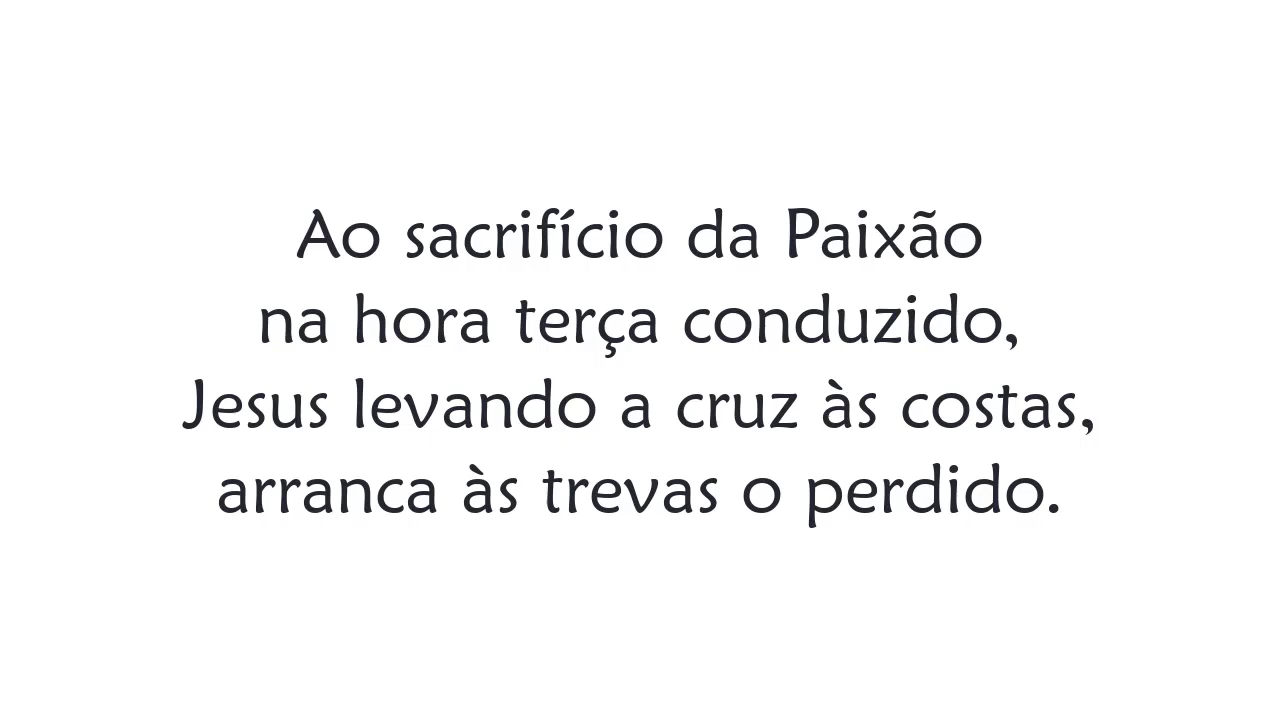 Ao sacrifício da Paixão
na hora terça conduzido,
Jesus levando a cruz às costas,
arranca às trevas o perdido.